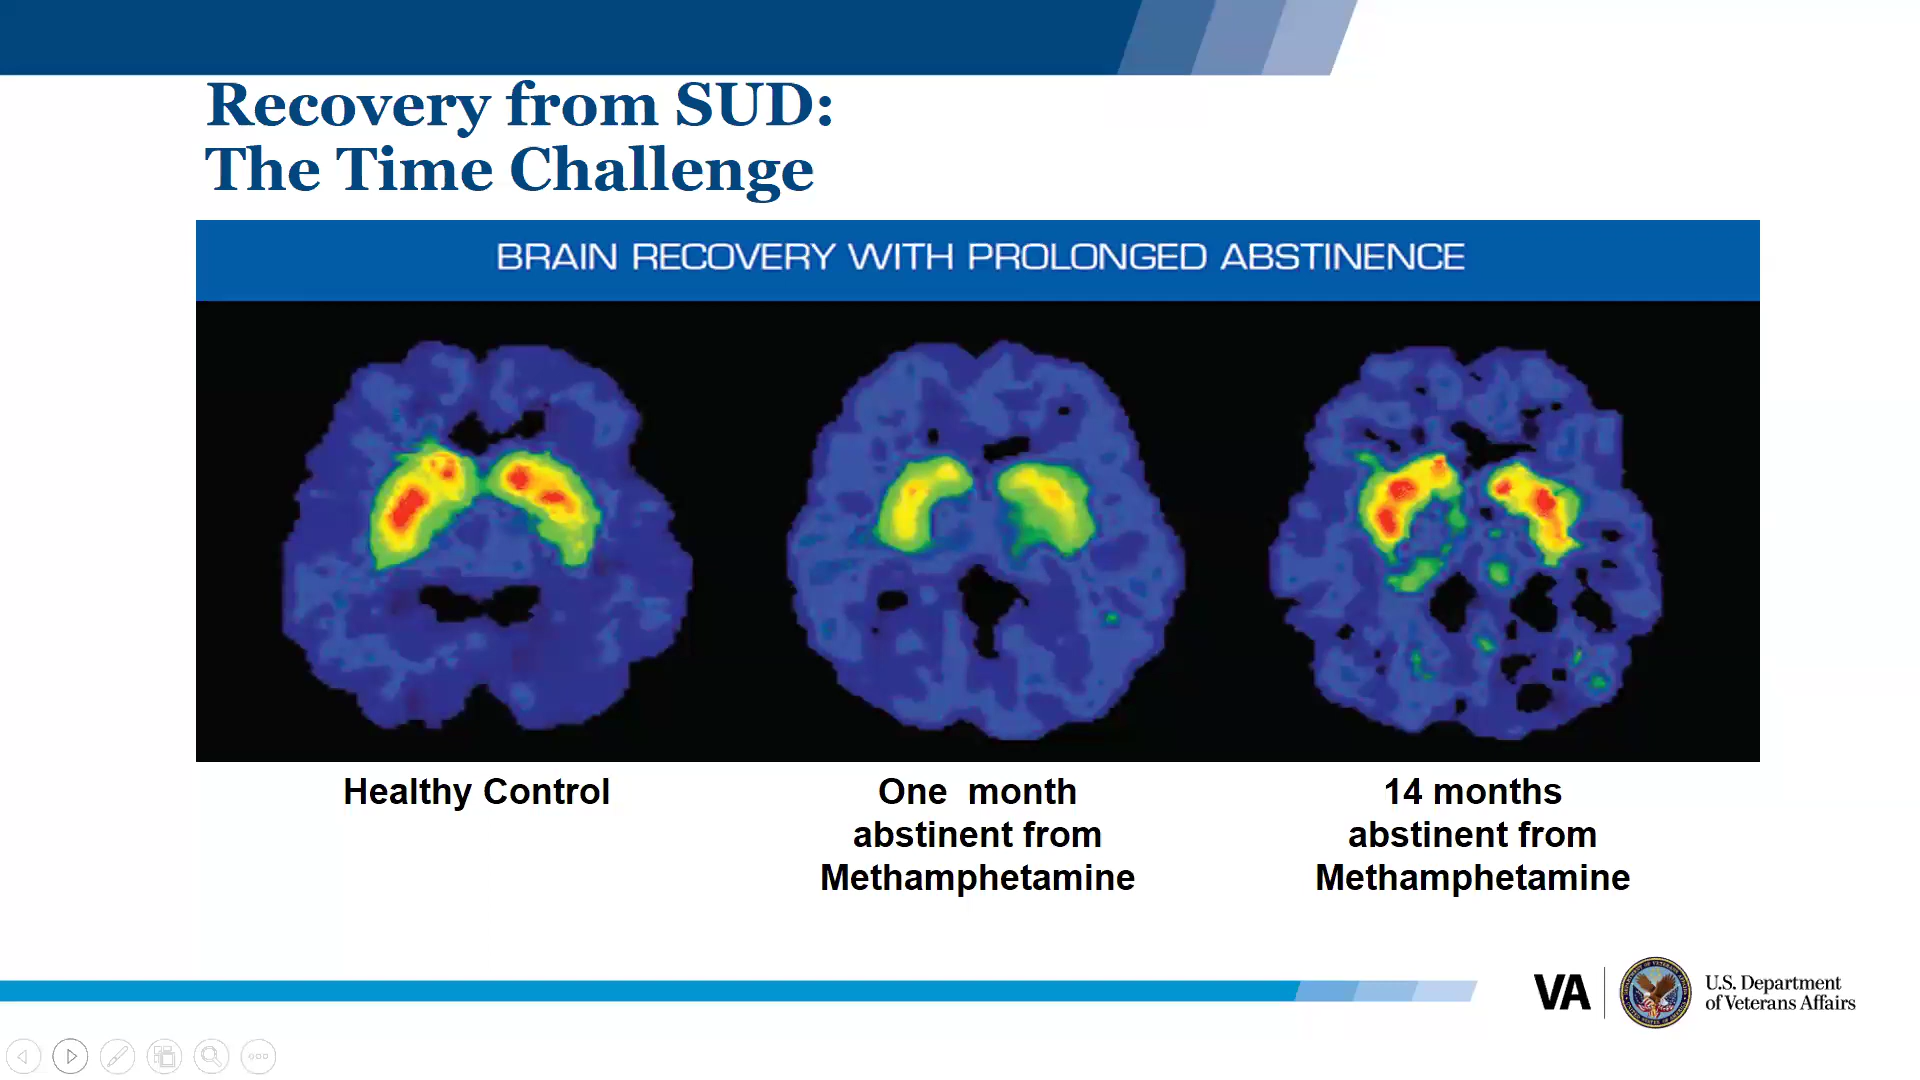 Recovery from SUD:
The Time Challenge
BRAIN RECOVERY WITH PROLONGED ABSTINENCE
Healthy Control
One month
abstinent from
Methamphetamine
14 months
abstinent from
Methamphetamine
VA
U.S. Department
of Veterans Affairs